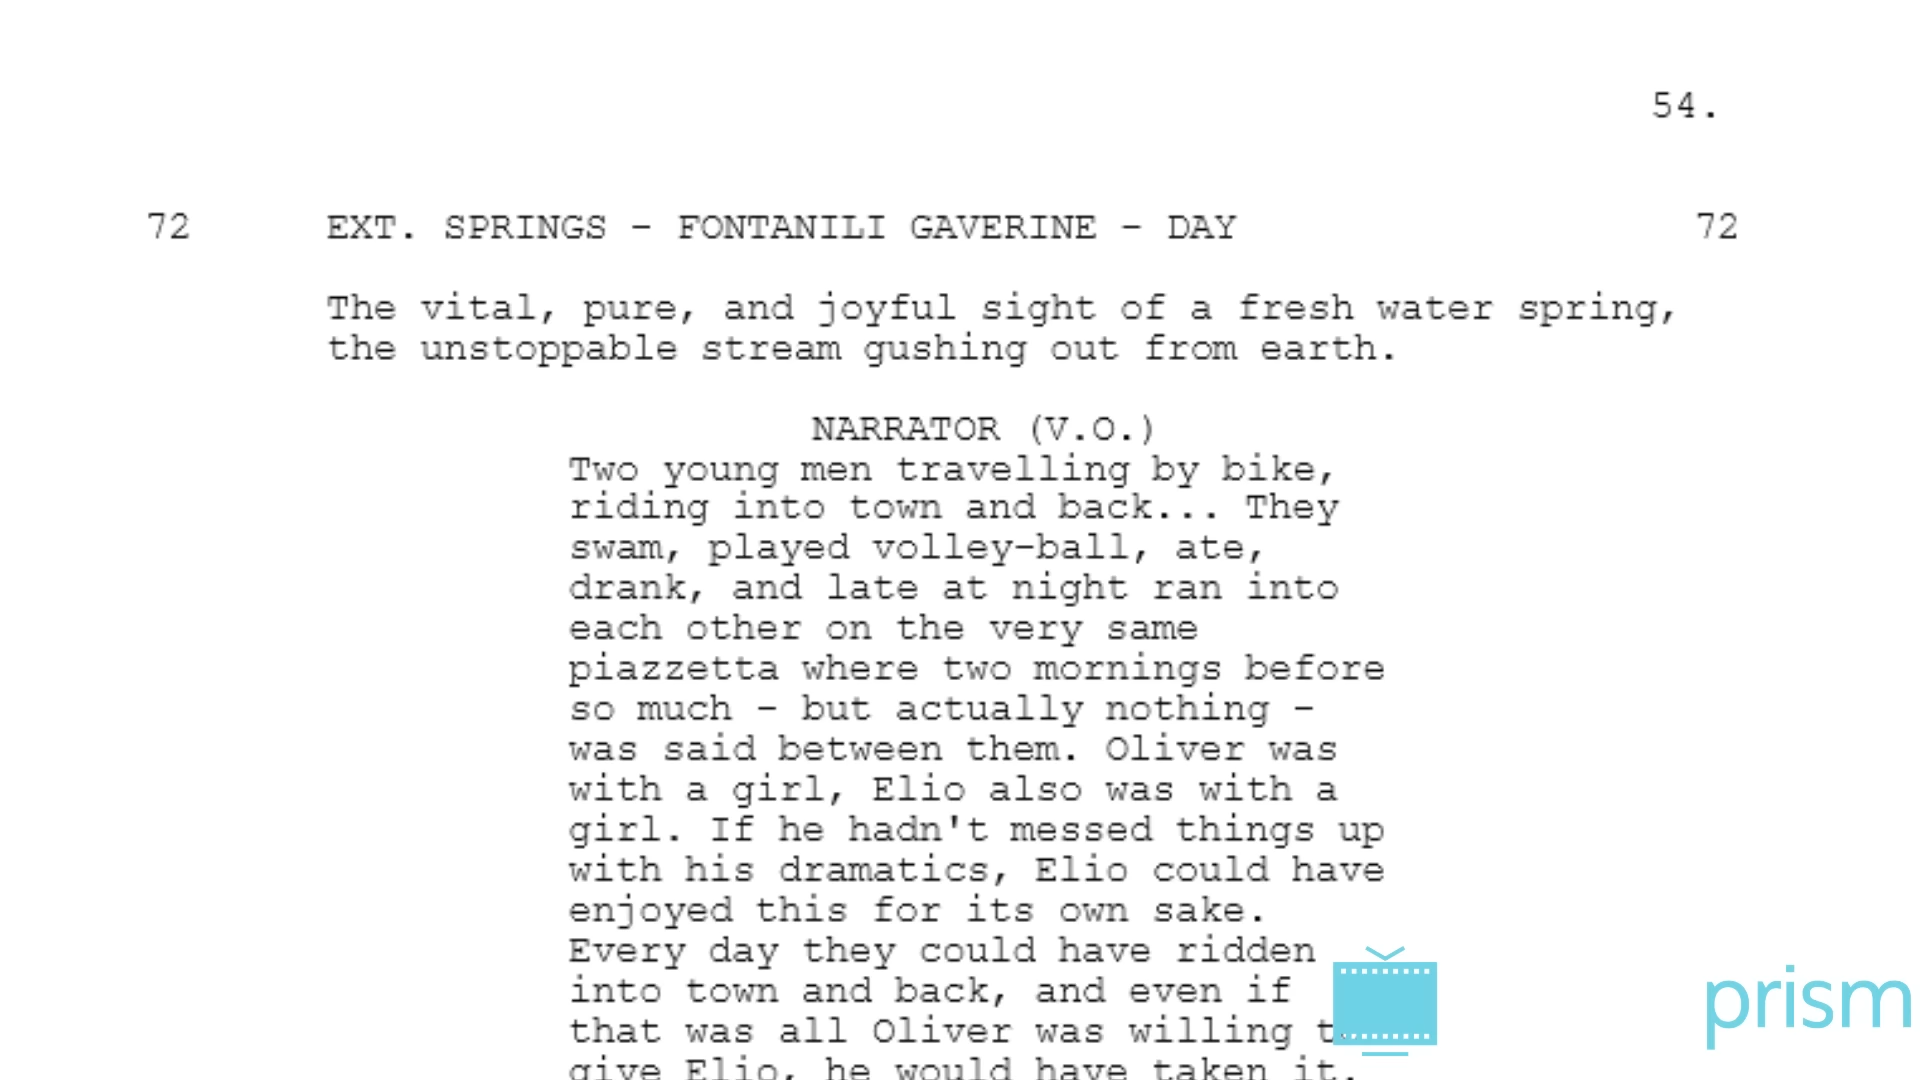 54.
72 EXT. SPRINGS - FONTANILI GAVERINE - DAY 72
The vital, pure, and joyful sight of a fresh water spring,
the unstoppable stream gushing out from earth.
NARRATOR (V.O.)
Two young men travelling by bike,
riding into town and back... They
swam, played volley-ball, ate,
drank, and late at night ran into
each other on the very same
piazzetta where two mornings before
so much - but actually nothing -
was said between them. Oliver was
with a girl, Elio also was with a
girl. If he hadn't messed things up
with his dramatics, Elio could have
enjoyed this for its own sake.
Every day they could have ridden
into town and back, and even if
that was all Oliver was willing
give Elio, he would have taken it.
prism